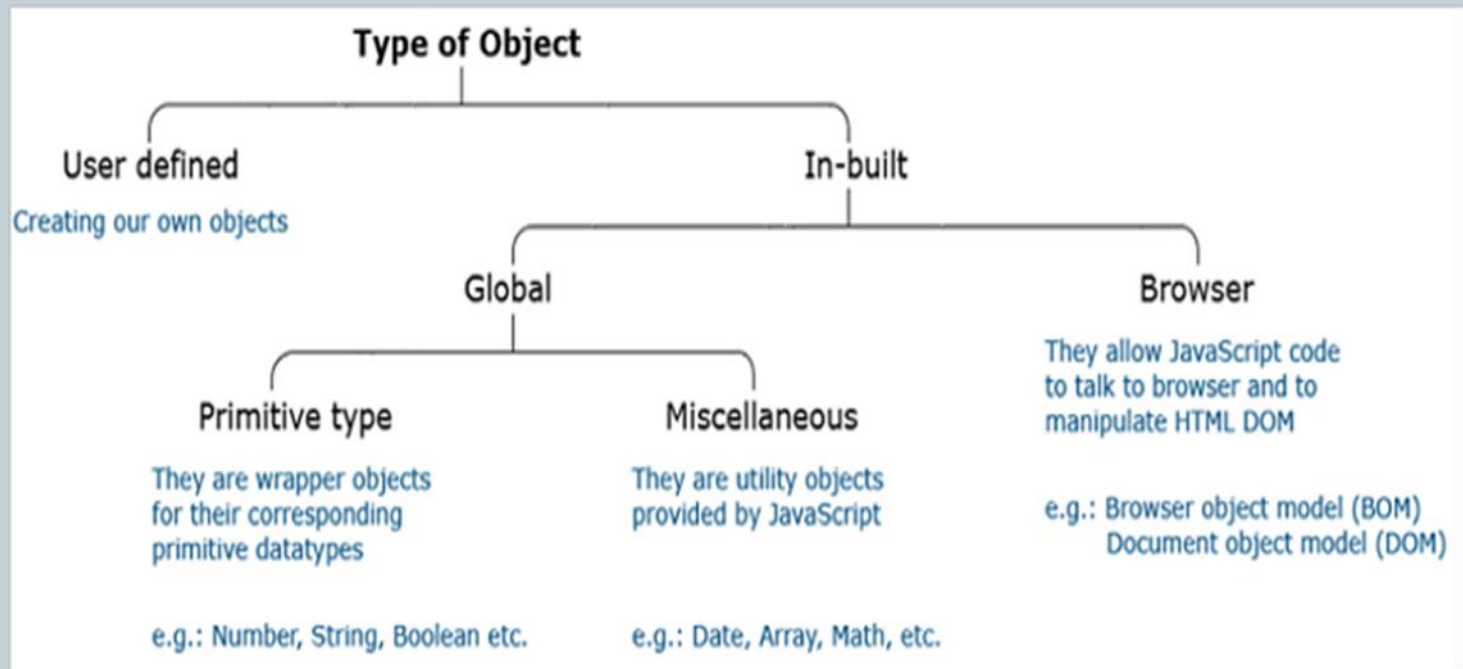 Type of Object
User defined
In-built
Creating our own objects
Global
Browser
They allow JavaScript code
to talk to browser and to
manipulate HTML DOM
e.g.: Browser object model (BOM)
Document object model (DOM)
Primitive type
Miscellaneous
They are wrapper objects
for their corresponding
primitive datatypes
e.g.: Number, String, Boolean etc.
They are utility objects
provided by JavaScript
e.g.: Date, Array, Math, etc.